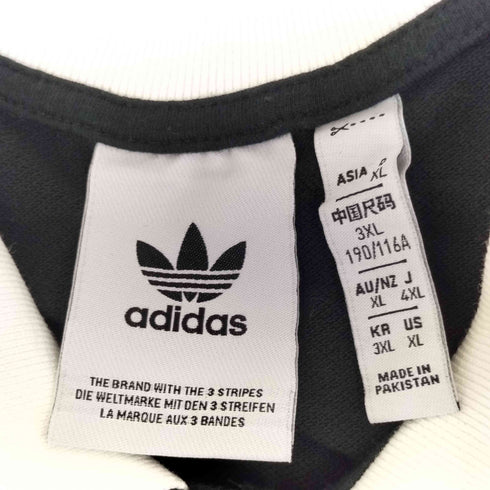 adidas
THE BRAND WITH THE 3 STRIPES
DIE WELTMARKE MIT DEN 3 STREIFEN
LA MARQUE AUX 3 BANDES
ASIA XL
中国尺码
3XL
190/116A
AU/NZ J
XL 4XL
KR US
3XL XL
MADE IN
PAKISTAN